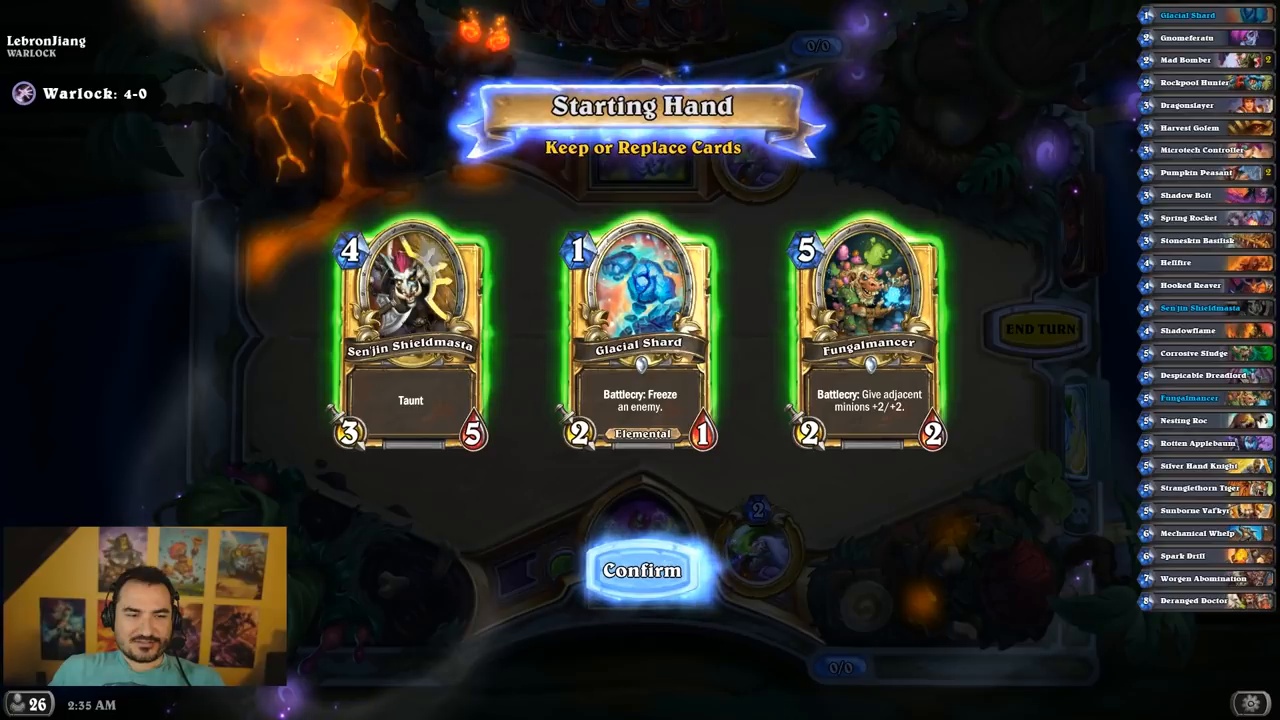 LebronJiang
WARLOCK
Warlock: 4-0
0/0
Starting Hand
Keep or Replace Cards
4
Sen'jin Shieldmasta
Taunt
3
5
1
Glacial Shard
Battlecry: Freeze
an enemy.
Elemental
2
1
5
Fungalmancer
Battlecry: Give adjacent
minions +2/+2.
2
2
END TURN
2
Confirm
0/0
26
2:35 AM
1 Glacial Shard
2 Gnomeferatu
2 Mad Bomber 2
2 Rockpool Hunter
3 Dragonslayer
3 Harvest Golem
3 Microtech Controller
3 Pumpkin Peasant 2
3 Shadow Bolt
3 Spring Rocket
3 Stoneskin Basilisk
4 Hellfire
4 Hooked Reaver
4 Sen'jin Shieldmasta
4 Shadowflame
5 Corrosive Sludge
5 Despicable Dreadlord
5 Fungalmancer
5 Nesting Roc
5 Rotten Applebaum
5 Silver Hand Knight
5 Stranglethorn Tiger
5 Sunborne Val'kyr
6 Mechanical Whelp
6 Spark Drill
7 Worgen Abomination
8 Deranged Doctor